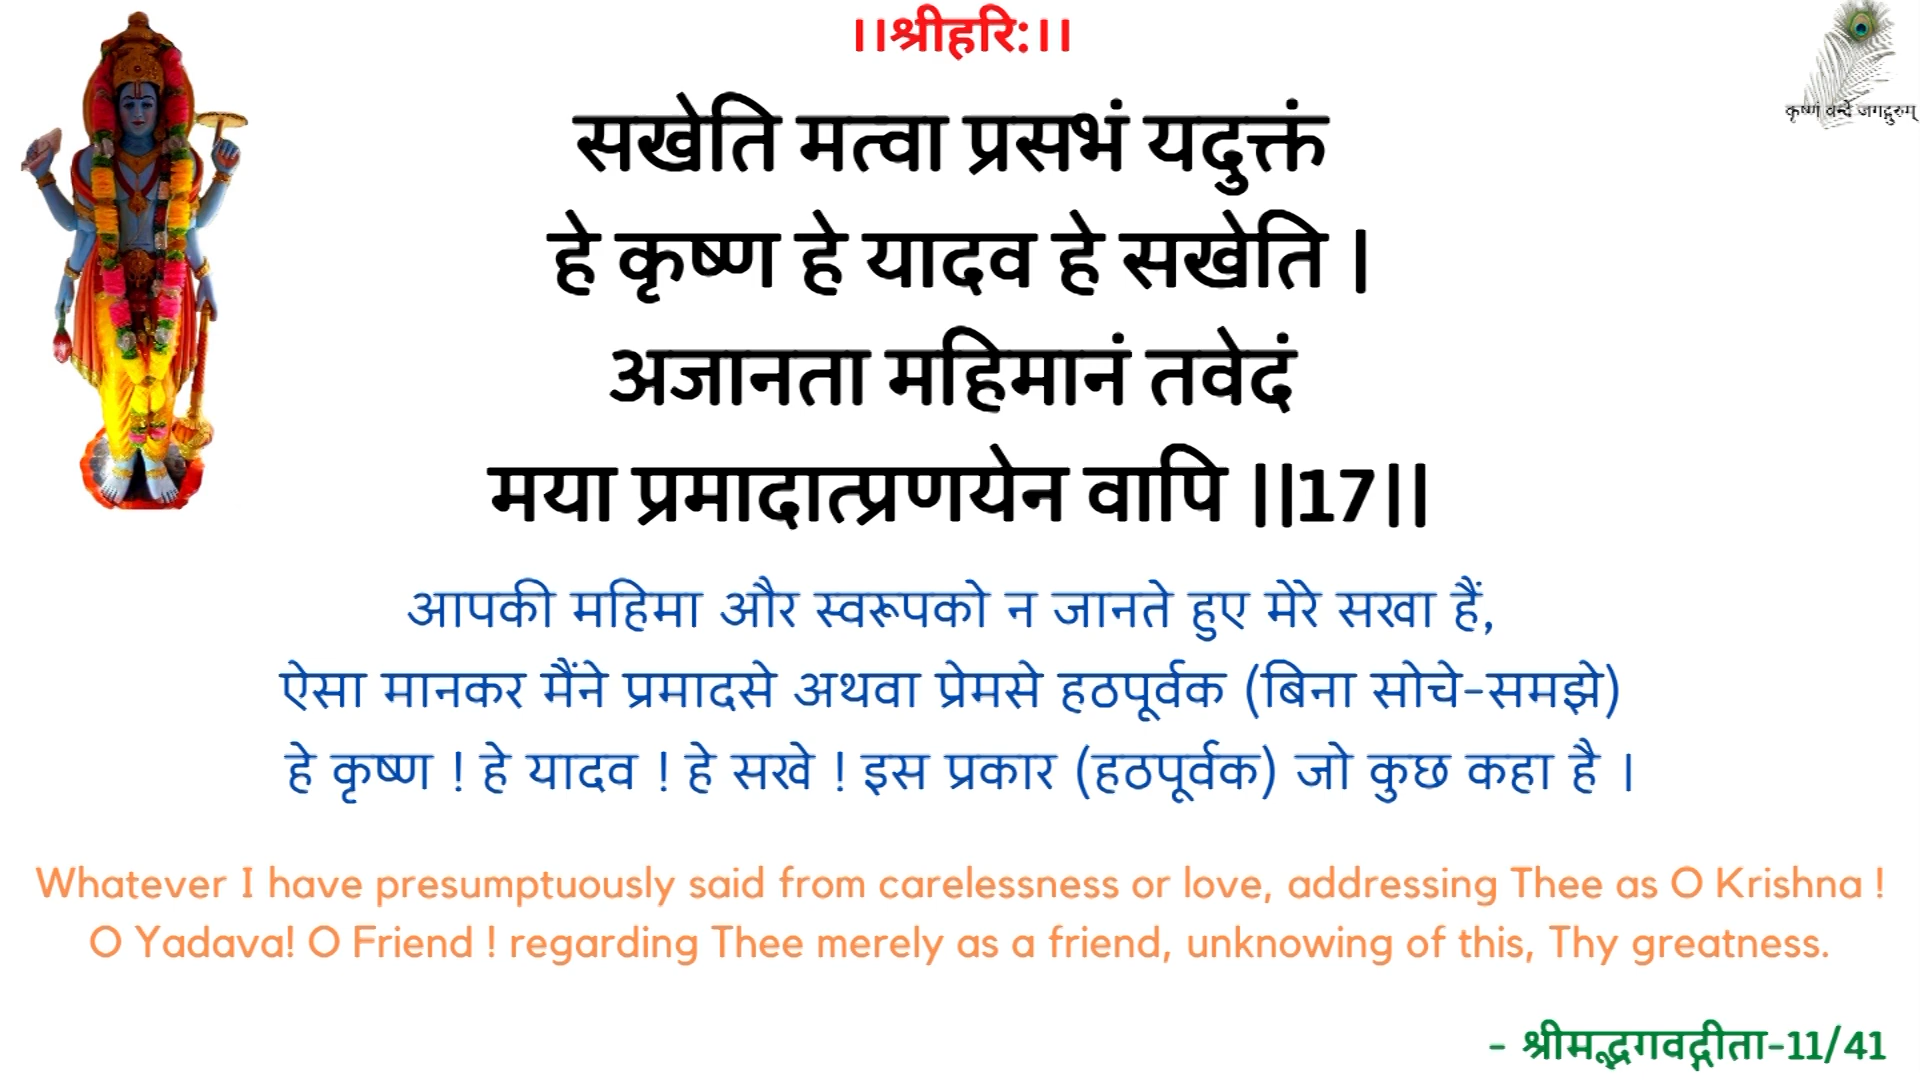 ।।श्रीहरि:।।
कृष्णं वन्दे जगद्गुरुम्
सखेति मत्वा प्रसभं यदुक्तं
हे कृष्ण हे यादव हे सखेति |
अजानता महिमानं तवेदं
मया प्रमादात्प्रणयेन वापि ||17||
आपकी महिमा और स्वरूपको न जानते हुए मेरे सखा हैं,
ऐसा मानकर मैंने प्रमादसे अथवा प्रेमसे हठपूर्वक (बिना सोचे-समझे)
हे कृष्ण ! हे यादव ! हे सखे ! इस प्रकार (हठपूर्वक) जो कुछ कहा है ।
Whatever I have presumptuously said from carelessness or love, addressing Thee as O Krishna !
O Yadava! O Friend ! regarding Thee merely as a friend, unknowing of this, Thy greatness.
- श्रीमद्भगवद्गीता-11/41